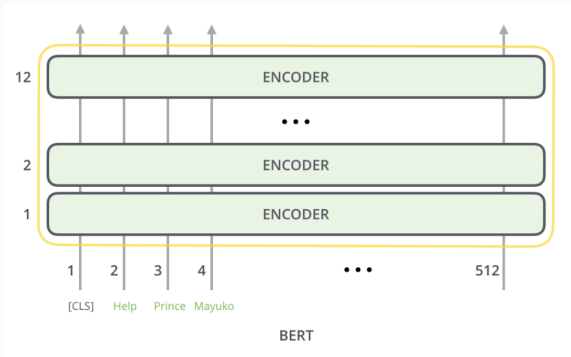 12 ENCODER
...
2 ENCODER
1 ENCODER
1 2 3 4 ... 512
[CLS] Help Prince Mayuko
BERT